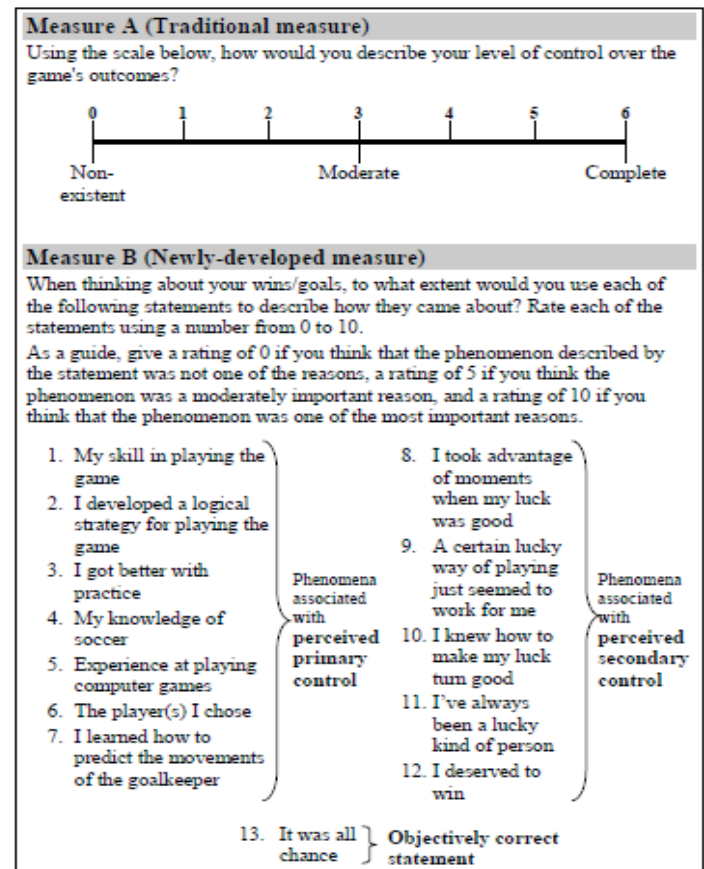 Measure A (Traditional measure)
Using the scale below, how would you describe your level of control over the
game's outcomes?
0 1 2 3 4 5 6
Non-
existent
Moderate
Complete
Measure B (Newly-developed measure)
When thinking about your wins/goals, to what extent would you use each of
the following statements to describe how they came about? Rate each of the
statements using a number from 0 to 10.
As a guide, give a rating of 0 if you think that the phenomenon described by
the statement was not one of the reasons, a rating of 5 if you think the
phenomenon was a moderately important reason, and a rating of 10 if you
think that the phenomenon was one of the most important reasons.
1. My skill in playing the
game
2. I developed a logical
strategy for playing the
game
3. I got better with
practice
4. My knowledge of
soccer
5. Experience at playing
computer games
6. The player(s) I chose
7. I learned how to
predict the movements
of the goalkeeper
Phenomena
associated
with
perceived
primary
control
8. I took advantage
of moments
when my luck
was good
9. A certain lucky
way of playing
just seemed to
work for me
10. I knew how to
make my luck
turn good
11. I've always
been a lucky
kind of person
12. I deserved to
win
Phenomena
associated
with
perceived
secondary
control
13. It was all
chance
Objectively correct
statement